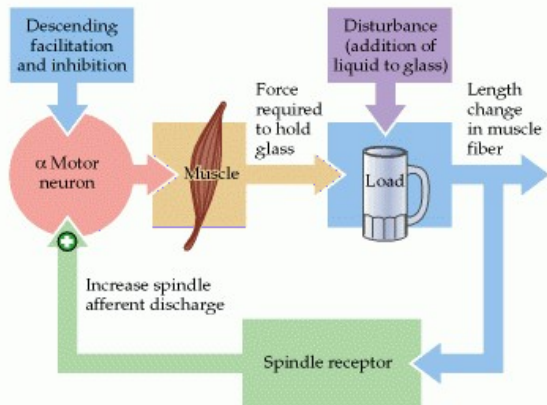 Descending
facilitation
and inhibition
Disturbance
(addition of
liquid to glass)
Force
required
to hold
glass
Length
change
in muscle
fiber
α Motor
neuron
Muscle
Load
+
Increase spindle
afferent discharge
Spindle receptor